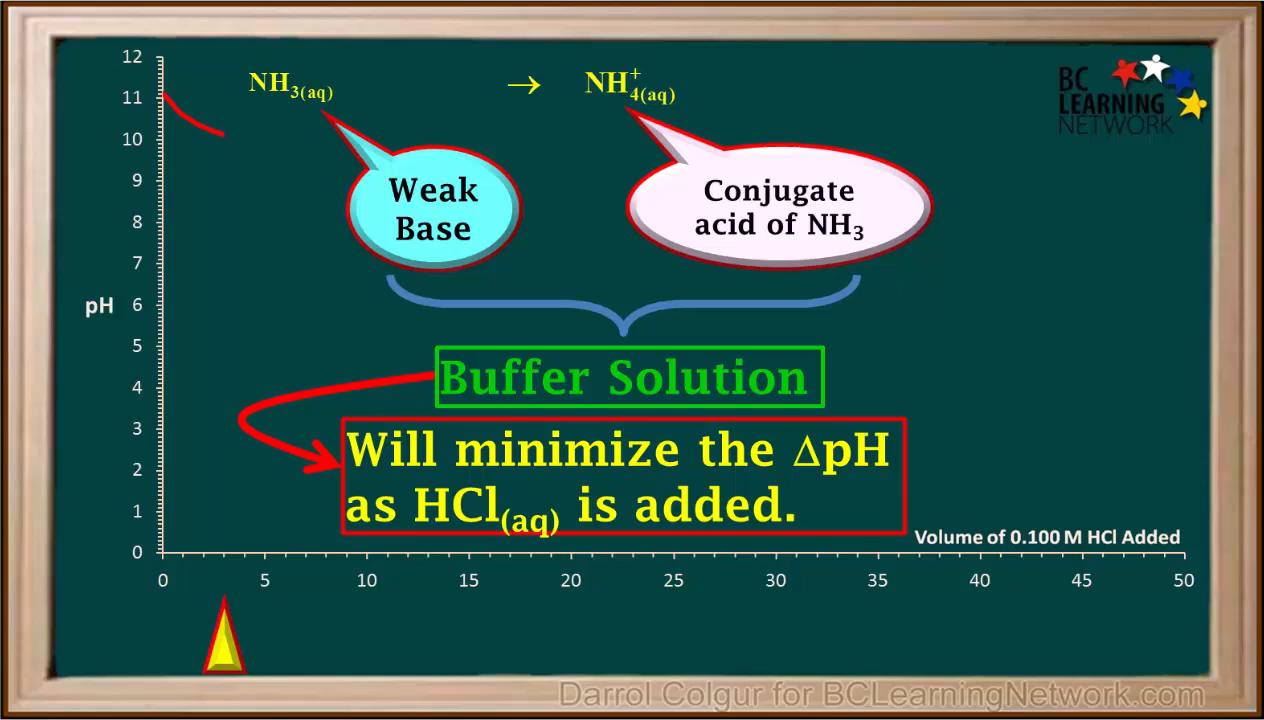 12
11
10
9
8
7
6
5
4
3
2
1
0
pH
NH₃(aq) → NH₄⁺(aq)
Weak
Base
Conjugate
acid of NH₃
BC
LEARNING
NETWORK
Buffer Solution
Will minimize the ΔpH
as HCl(aq) is added.
Volume of 0.100 M HCl Added
0 5 10 15 20 25 30 35 40 45 50
Darrol Colgur for BCLearningNetwork.com